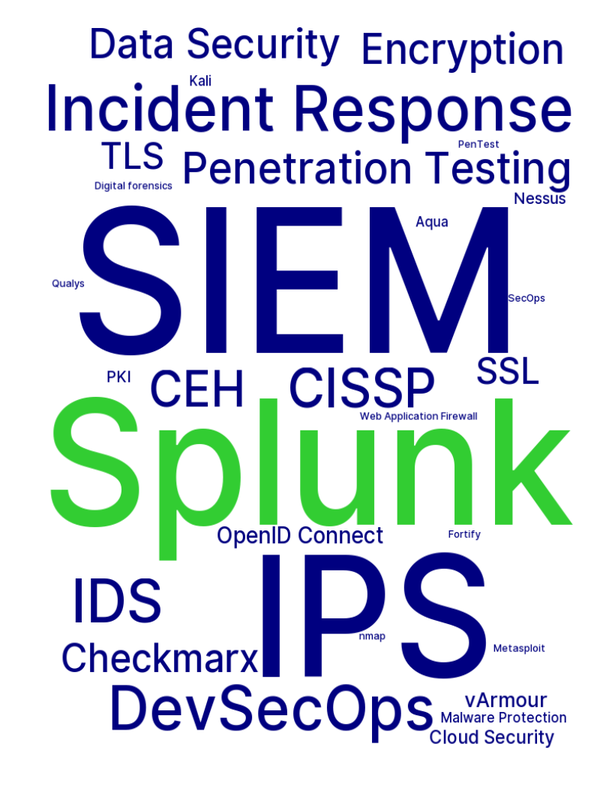 Data Security
Encryption
Kali
Incident Response
PenTest
TLS
Penetration Testing
Digital forensics
Nessus
SIEM
Aqua
Qualys
SecOps
SSL
PKI
CEH
CISSP
Web Application Firewall
Splunk
OpenID Connect
Fortify
IPS
IDS
nmap
Metasploit
Checkmarx
DevSecOps
vArmour
Malware Protection
Cloud Security